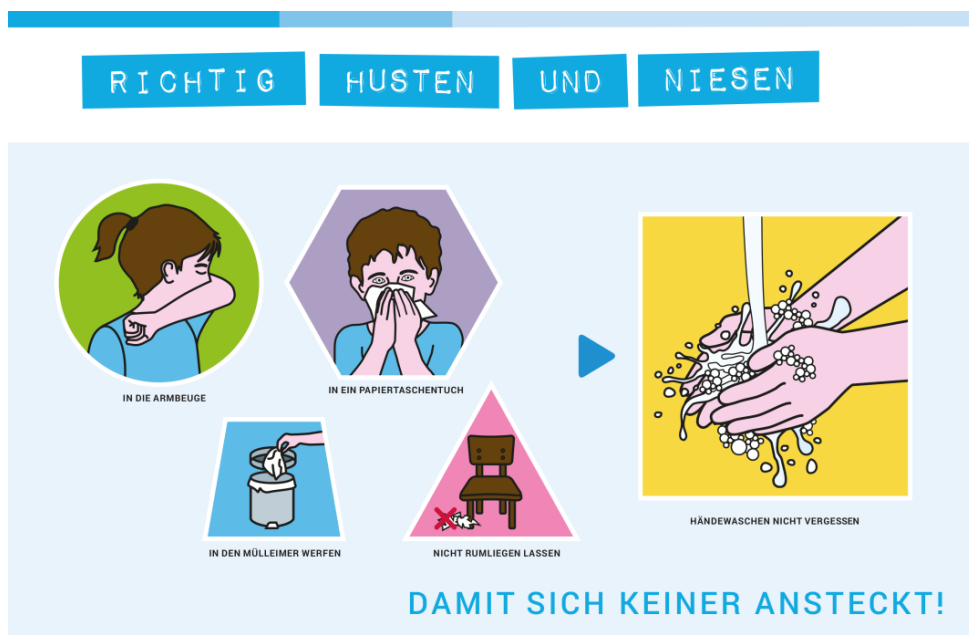 RICHTIG HUSTEN UND NIESEN
IN DIE ARMBEUGE
IN EIN PAPIERTASCHENTUCH
IN DEN MÜLLEIMER WERFEN
NICHT RUMLIEGEN LASSEN
HÄNDEWASCHEN NICHT VERGESSEN
DAMIT SICH KEINER ANSTECKT!